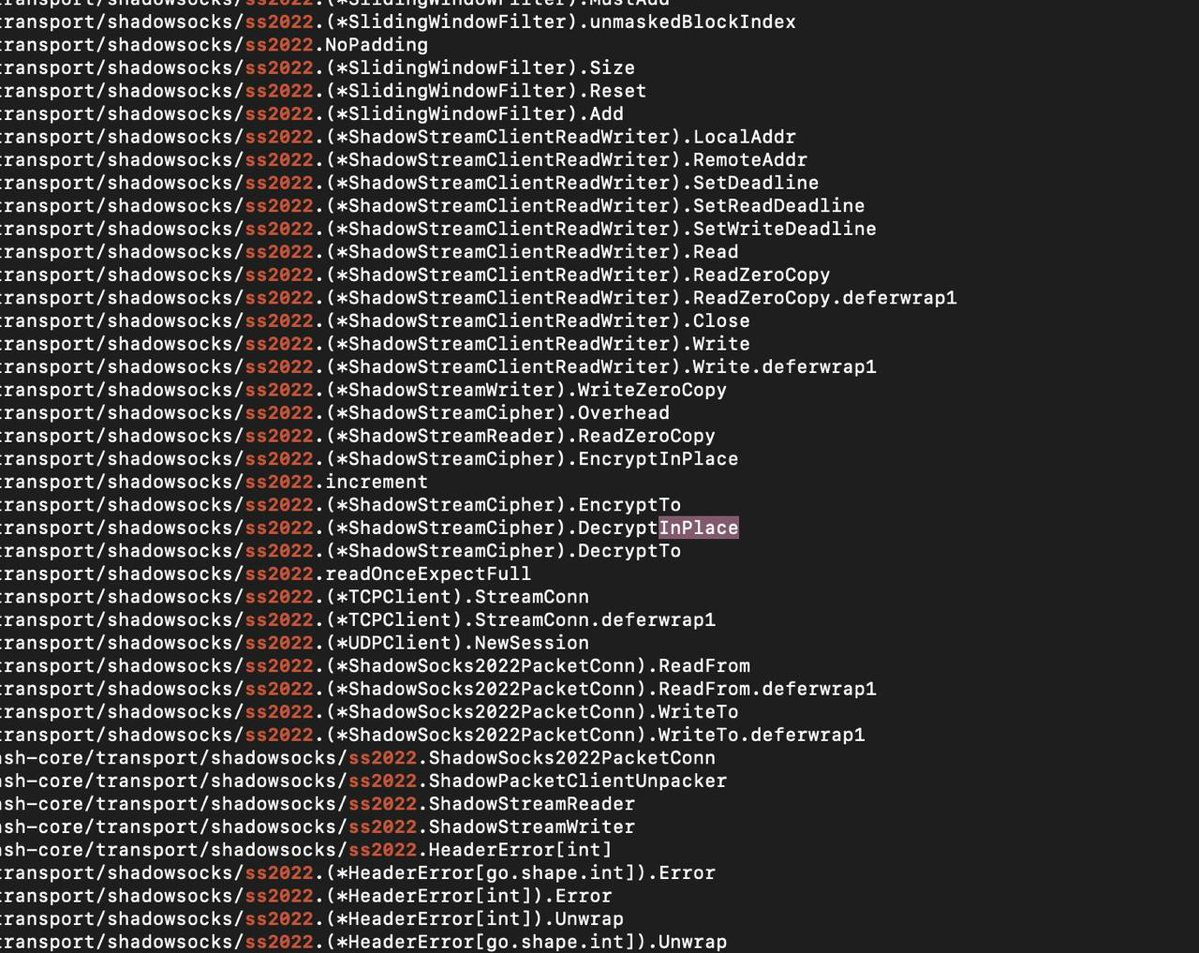 transport/shadowsocks/ss2022.(*SlidingWindowFilter).MustAdd
transport/shadowsocks/ss2022.(*SlidingWindowFilter).unmaskedBlockIndex
transport/shadowsocks/ss2022.NoPadding
transport/shadowsocks/ss2022.(*SlidingWindowFilter).Size
transport/shadowsocks/ss2022.(*SlidingWindowFilter).Reset
transport/shadowsocks/ss2022.(*SlidingWindowFilter).Add
transport/shadowsocks/ss2022.(*ShadowStreamClientReadWriter).LocalAddr
transport/shadowsocks/ss2022.(*ShadowStreamClientReadWriter).RemoteAddr
transport/shadowsocks/ss2022.(*ShadowStreamClientReadWriter).SetDeadline
transport/shadowsocks/ss2022.(*ShadowStreamClientReadWriter).SetReadDeadline
transport/shadowsocks/ss2022.(*ShadowStreamClientReadWriter).SetWriteDeadline
transport/shadowsocks/ss2022.(*ShadowStreamClientReadWriter).Read
transport/shadowsocks/ss2022.(*ShadowStreamClientReadWriter).ReadZeroCopy
transport/shadowsocks/ss2022.(*ShadowStreamClientReadWriter).ReadZeroCopy.deferwrap1
transport/shadowsocks/ss2022.(*ShadowStreamClientReadWriter).Close
transport/shadowsocks/ss2022.(*ShadowStreamClientReadWriter).Write
transport/shadowsocks/ss2022.(*ShadowStreamClientReadWriter).Write.deferwrap1
transport/shadowsocks/ss2022.(*ShadowStreamWriter).WriteZeroCopy
transport/shadowsocks/ss2022.(*ShadowStreamCipher).Overhead
transport/shadowsocks/ss2022.(*ShadowStreamReader).ReadZeroCopy
transport/shadowsocks/ss2022.(*ShadowStreamCipher).EncryptInPlace
transport/shadowsocks/ss2022.increment
transport/shadowsocks/ss2022.(*ShadowStreamCipher).EncryptTo
transport/shadowsocks/ss2022.(*ShadowStreamCipher).DecryptInPlace
transport/shadowsocks/ss2022.(*ShadowStreamCipher).DecryptTo
transport/shadowsocks/ss2022.readOnceExpectFull
transport/shadowsocks/ss2022.(*TCPClient).StreamConn
transport/shadowsocks/ss2022.(*TCPClient).StreamConn.deferwrap1
transport/shadowsocks/ss2022.(*UDPClient).NewSession
transport/shadowsocks/ss2022.(*ShadowSocks2022PacketConn).ReadFrom
transport/shadowsocks/ss2022.(*ShadowSocks2022PacketConn).ReadFrom.deferwrap1
transport/shadowsocks/ss2022.(*ShadowSocks2022PacketConn).WriteTo
transport/shadowsocks/ss2022.(*ShadowSocks2022PacketConn).WriteTo.deferwrap1
ash-core/transport/shadowsocks/ss2022.ShadowSocks2022PacketConn
ash-core/transport/shadowsocks/ss2022.ShadowPacketClientUnpacker
ash-core/transport/shadowsocks/ss2022.ShadowStreamReader
ash-core/transport/shadowsocks/ss2022.ShadowStreamWriter
ash-core/transport/shadowsocks/ss2022.HeaderError[int]
transport/shadowsocks/ss2022.(*HeaderError[go.shape.int]).Error
transport/shadowsocks/ss2022.(*HeaderError[int]).Error
transport/shadowsocks/ss2022.(*HeaderError[int]).Unwrap
transport/shadowsocks/ss2022.(*HeaderError[go.shape.int]).Unwrap